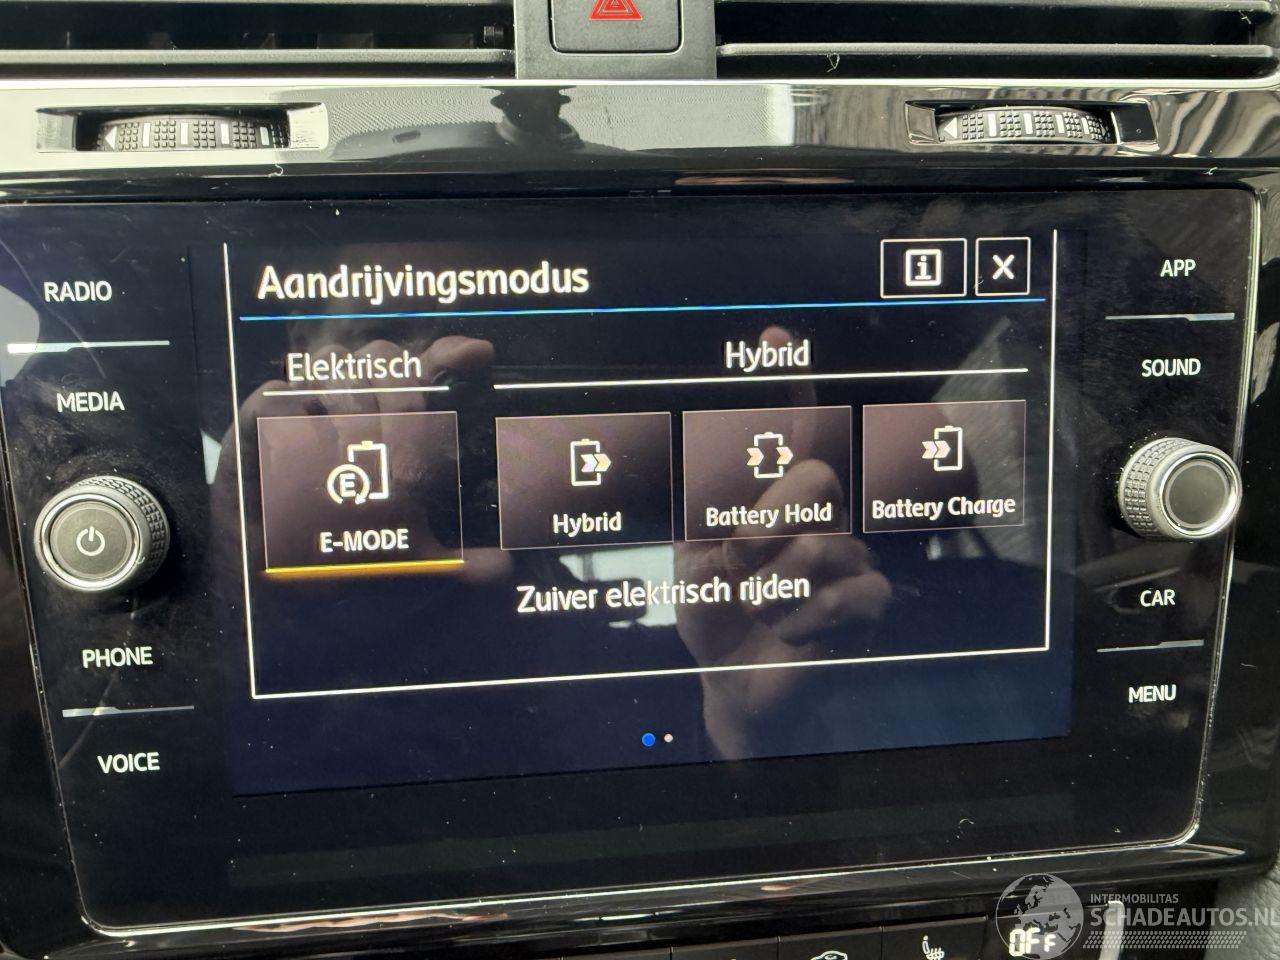 RADIO
MEDIA
PHONE
VOICE
Aandrijvingsmodus
i
X
Elektrisch
Hybrid
E
E-MODE
Hybrid
Battery Hold
Battery Charge
Zuiver elektrisch rijden
APP
SOUND
CAR
MENU
OFF
INTERMOBILITAS
SCHADEAUTOS.NL